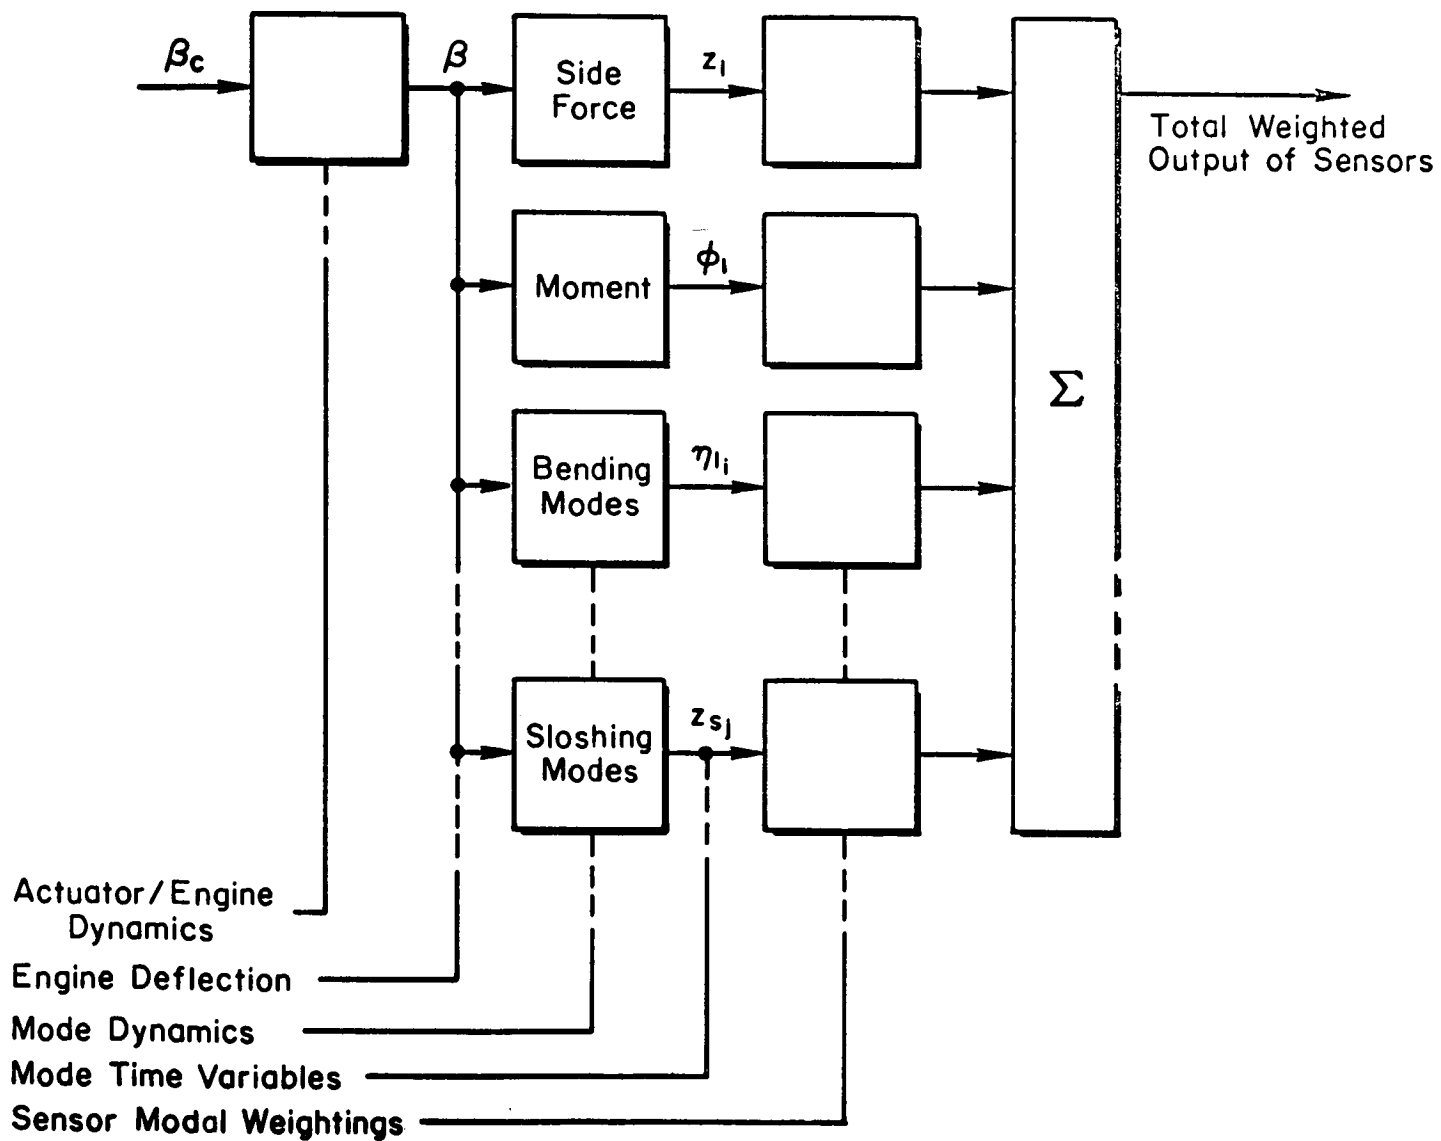 βc
β
Side
Force
z1
Total Weighted
Output of Sensors
Moment
ϕ1
Σ
Bending
Modes
η1i
Sloshing
Modes
zsj
Actuator/Engine
Dynamics
Engine Deflection
Mode Dynamics
Mode Time Variables
Sensor Modal Weightings